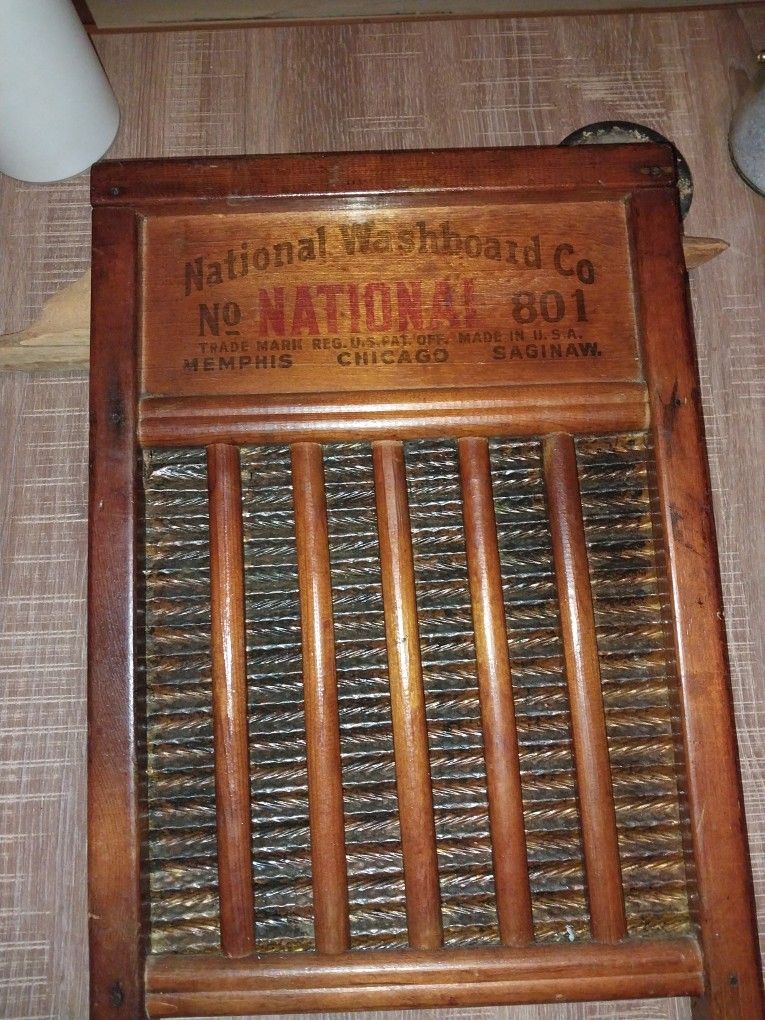 National Washboard Co
No NATIONAL 801
TRADE MARK REG. U.S. PAT. OFF. MADE IN U.S.A.
MEMPHIS CHICAGO SAGINAW.